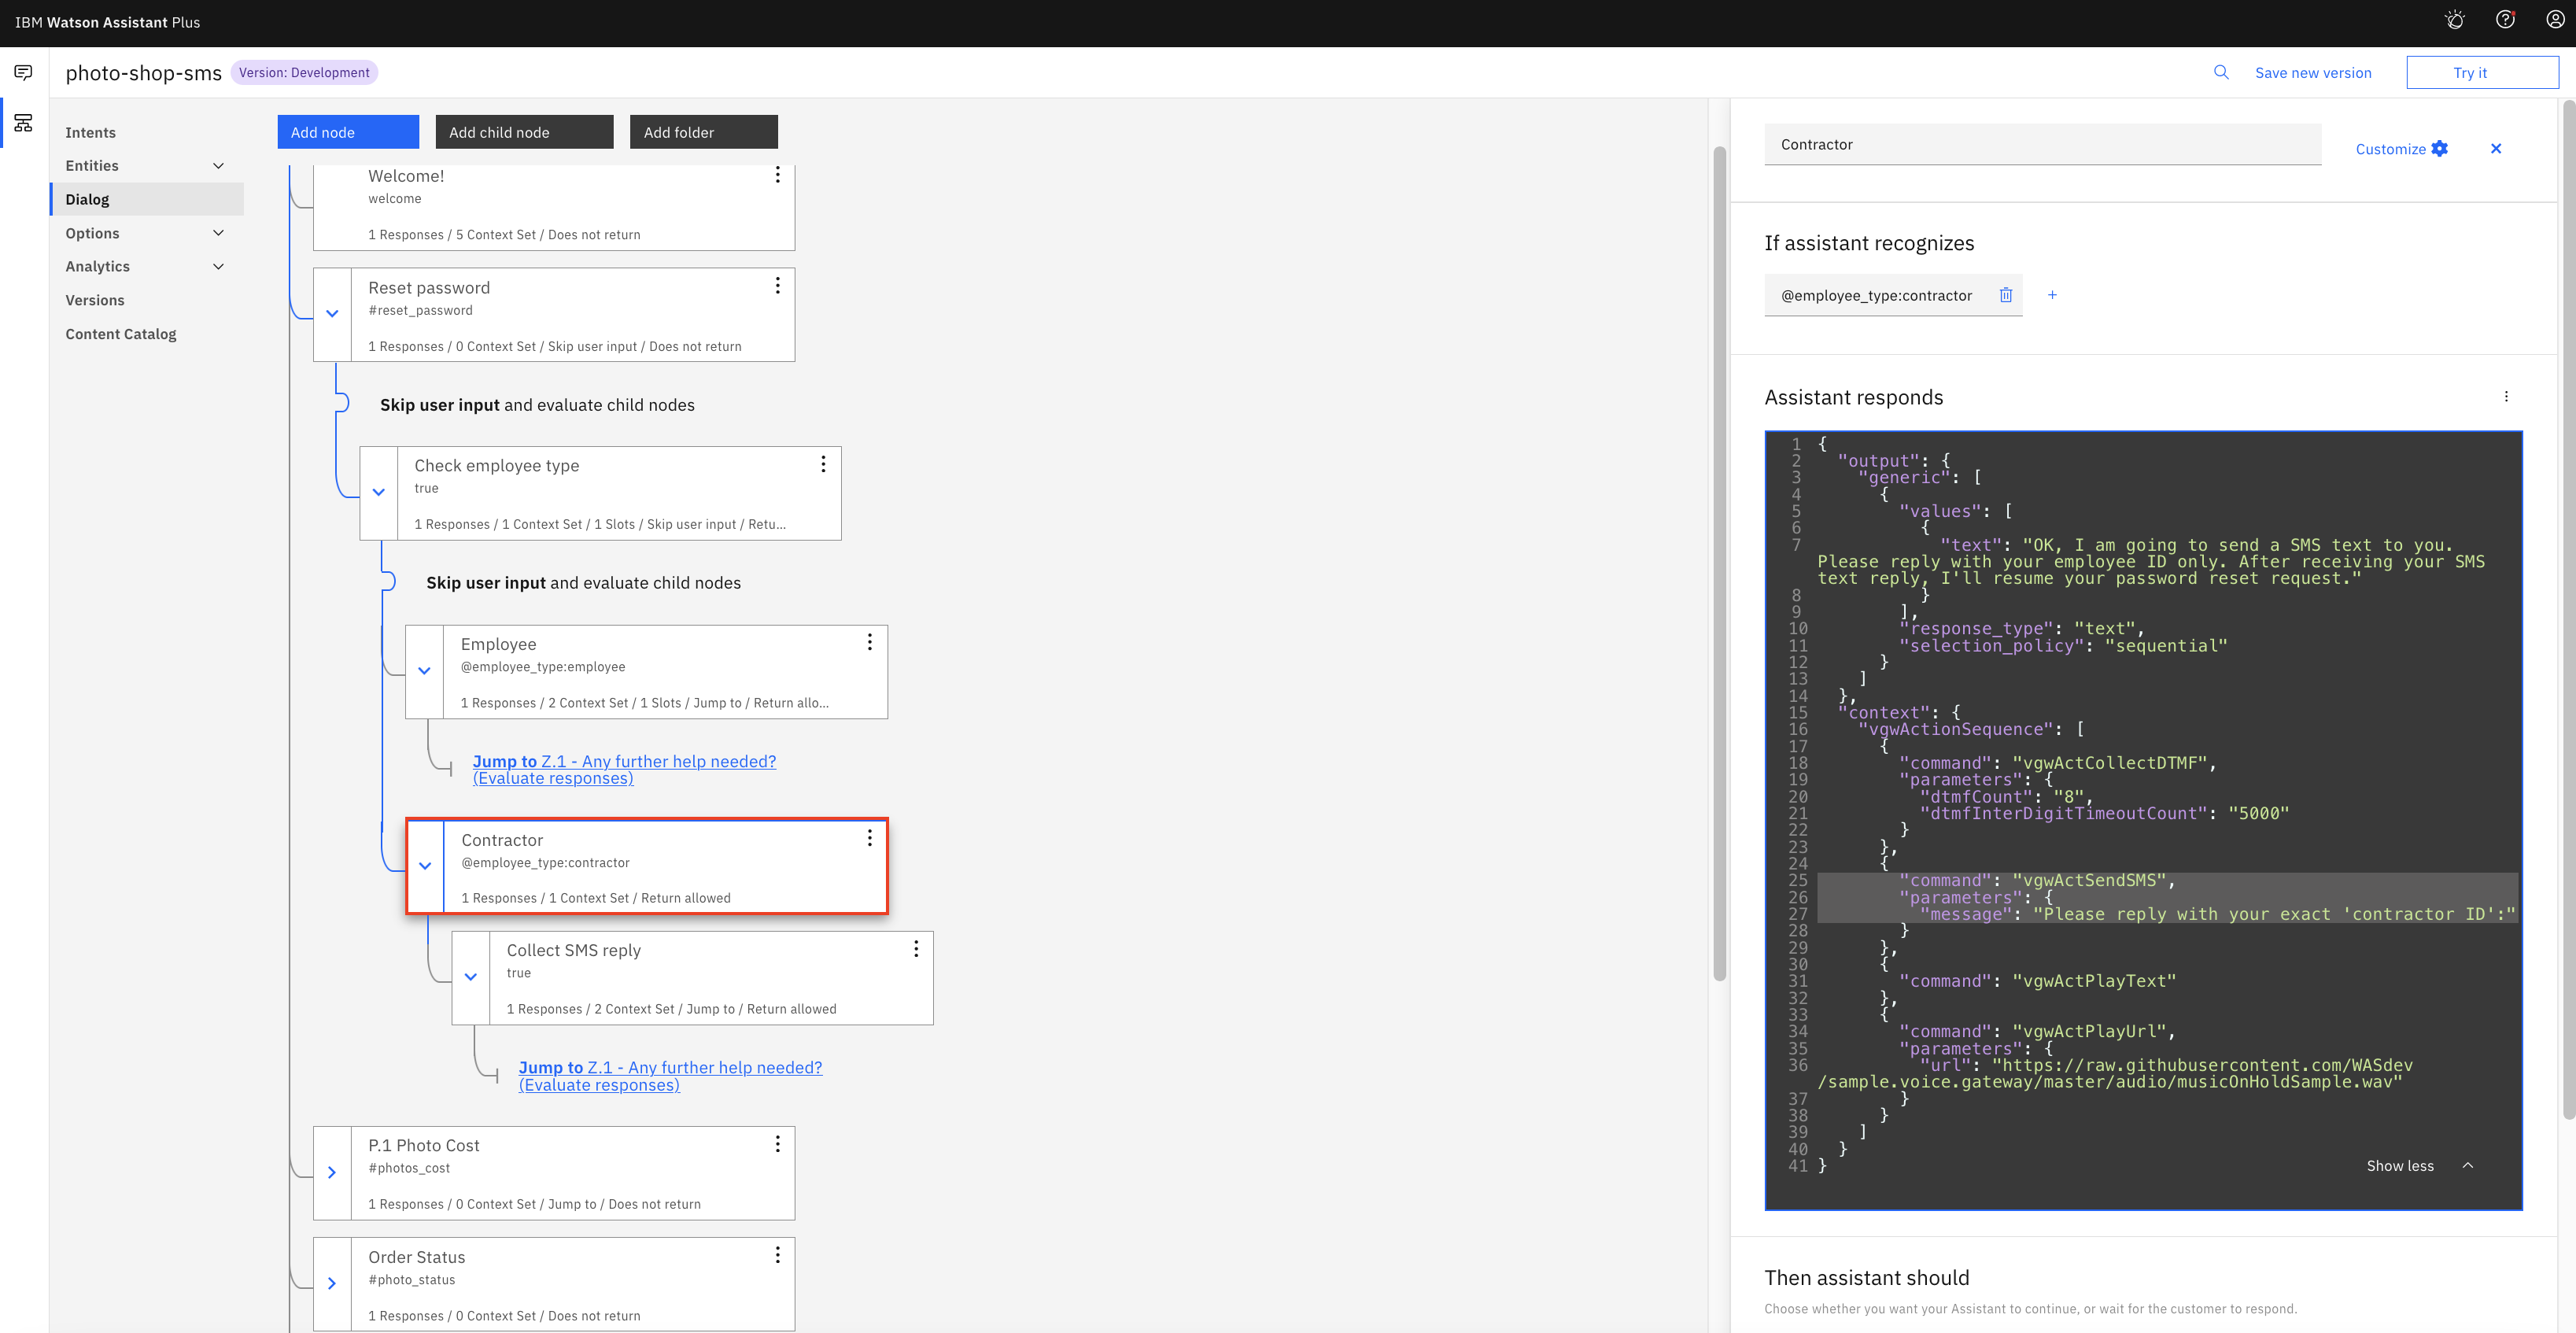 IBM Watson Assistant Plus
photo-shop-sms
Version: Development
Save new version
Try it
Intents
Entities
Dialog
Options
Analytics
Versions
Content Catalog
Add node
Add child node
Add folder
Welcome!
welcome
1 Responses / 5 Context Set / Does not return
Reset password
#reset_password
1 Responses / 0 Context Set / Skip user input / Does not return
Skip user input and evaluate child nodes
Check employee type
true
1 Responses / 1 Context Set / 1 Slots / Skip user input / Retu...
Skip user input and evaluate child nodes
Employee
@employee_type:employee
1 Responses / 2 Context Set / 1 Slots / Jump to / Return allo...
Jump to Z.1 - Any further help needed?
(Evaluate responses)
Contractor
@employee_type:contractor
1 Responses / 1 Context Set / Return allowed
Collect SMS reply
true
1 Responses / 2 Context Set / Jump to / Return allowed
Jump to Z.1 - Any further help needed?
(Evaluate responses)
P.1 Photo Cost
#photos_cost
1 Responses / 0 Context Set / Jump to / Does not return
Order Status
#photo_status
1 Responses / 0 Context Set / Does not return
Contractor
Customize
If assistant recognizes
@employee_type:contractor
Assistant responds
1 {
2 "output": {
3 "generic": [
4 {
5 "values": [
6 {
7 "text": "OK, I am going to send a SMS text to you.
Please reply with your employee ID only. After receiving your SMS
text reply, I'll resume your password reset request."
8 }
9 ],
10 "response_type": "text",
11 "selection_policy": "sequential"
12 }
13 ]
14 },
15 "context": {
16 "vgwActionSequence": [
17 {
18 "command": "vgwActCollectDTMF",
19 "parameters": {
20 "dtmfCount": "8",
21 "dtmfInterDigitTimeoutCount": "5000"
22 }
23 },
24 {
25 "command": "vgwActSendSMS",
26 "parameters": {
27 "message": "Please reply with your exact 'contractor ID':"
28 }
29 },
30 {
31 "command": "vgwActPlayText"
32 },
33 {
34 "command": "vgwActPlayUrl",
35 "parameters": {
36 "url": "https://raw.githubusercontent.com/WASdev
/sample.voice.gateway/master/audio/musicOnHoldSample.wav"
37 }
38 }
39 ]
40 }
41 }
Show less
Then assistant should
Choose whether you want your Assistant to continue, or wait for the customer to respond.